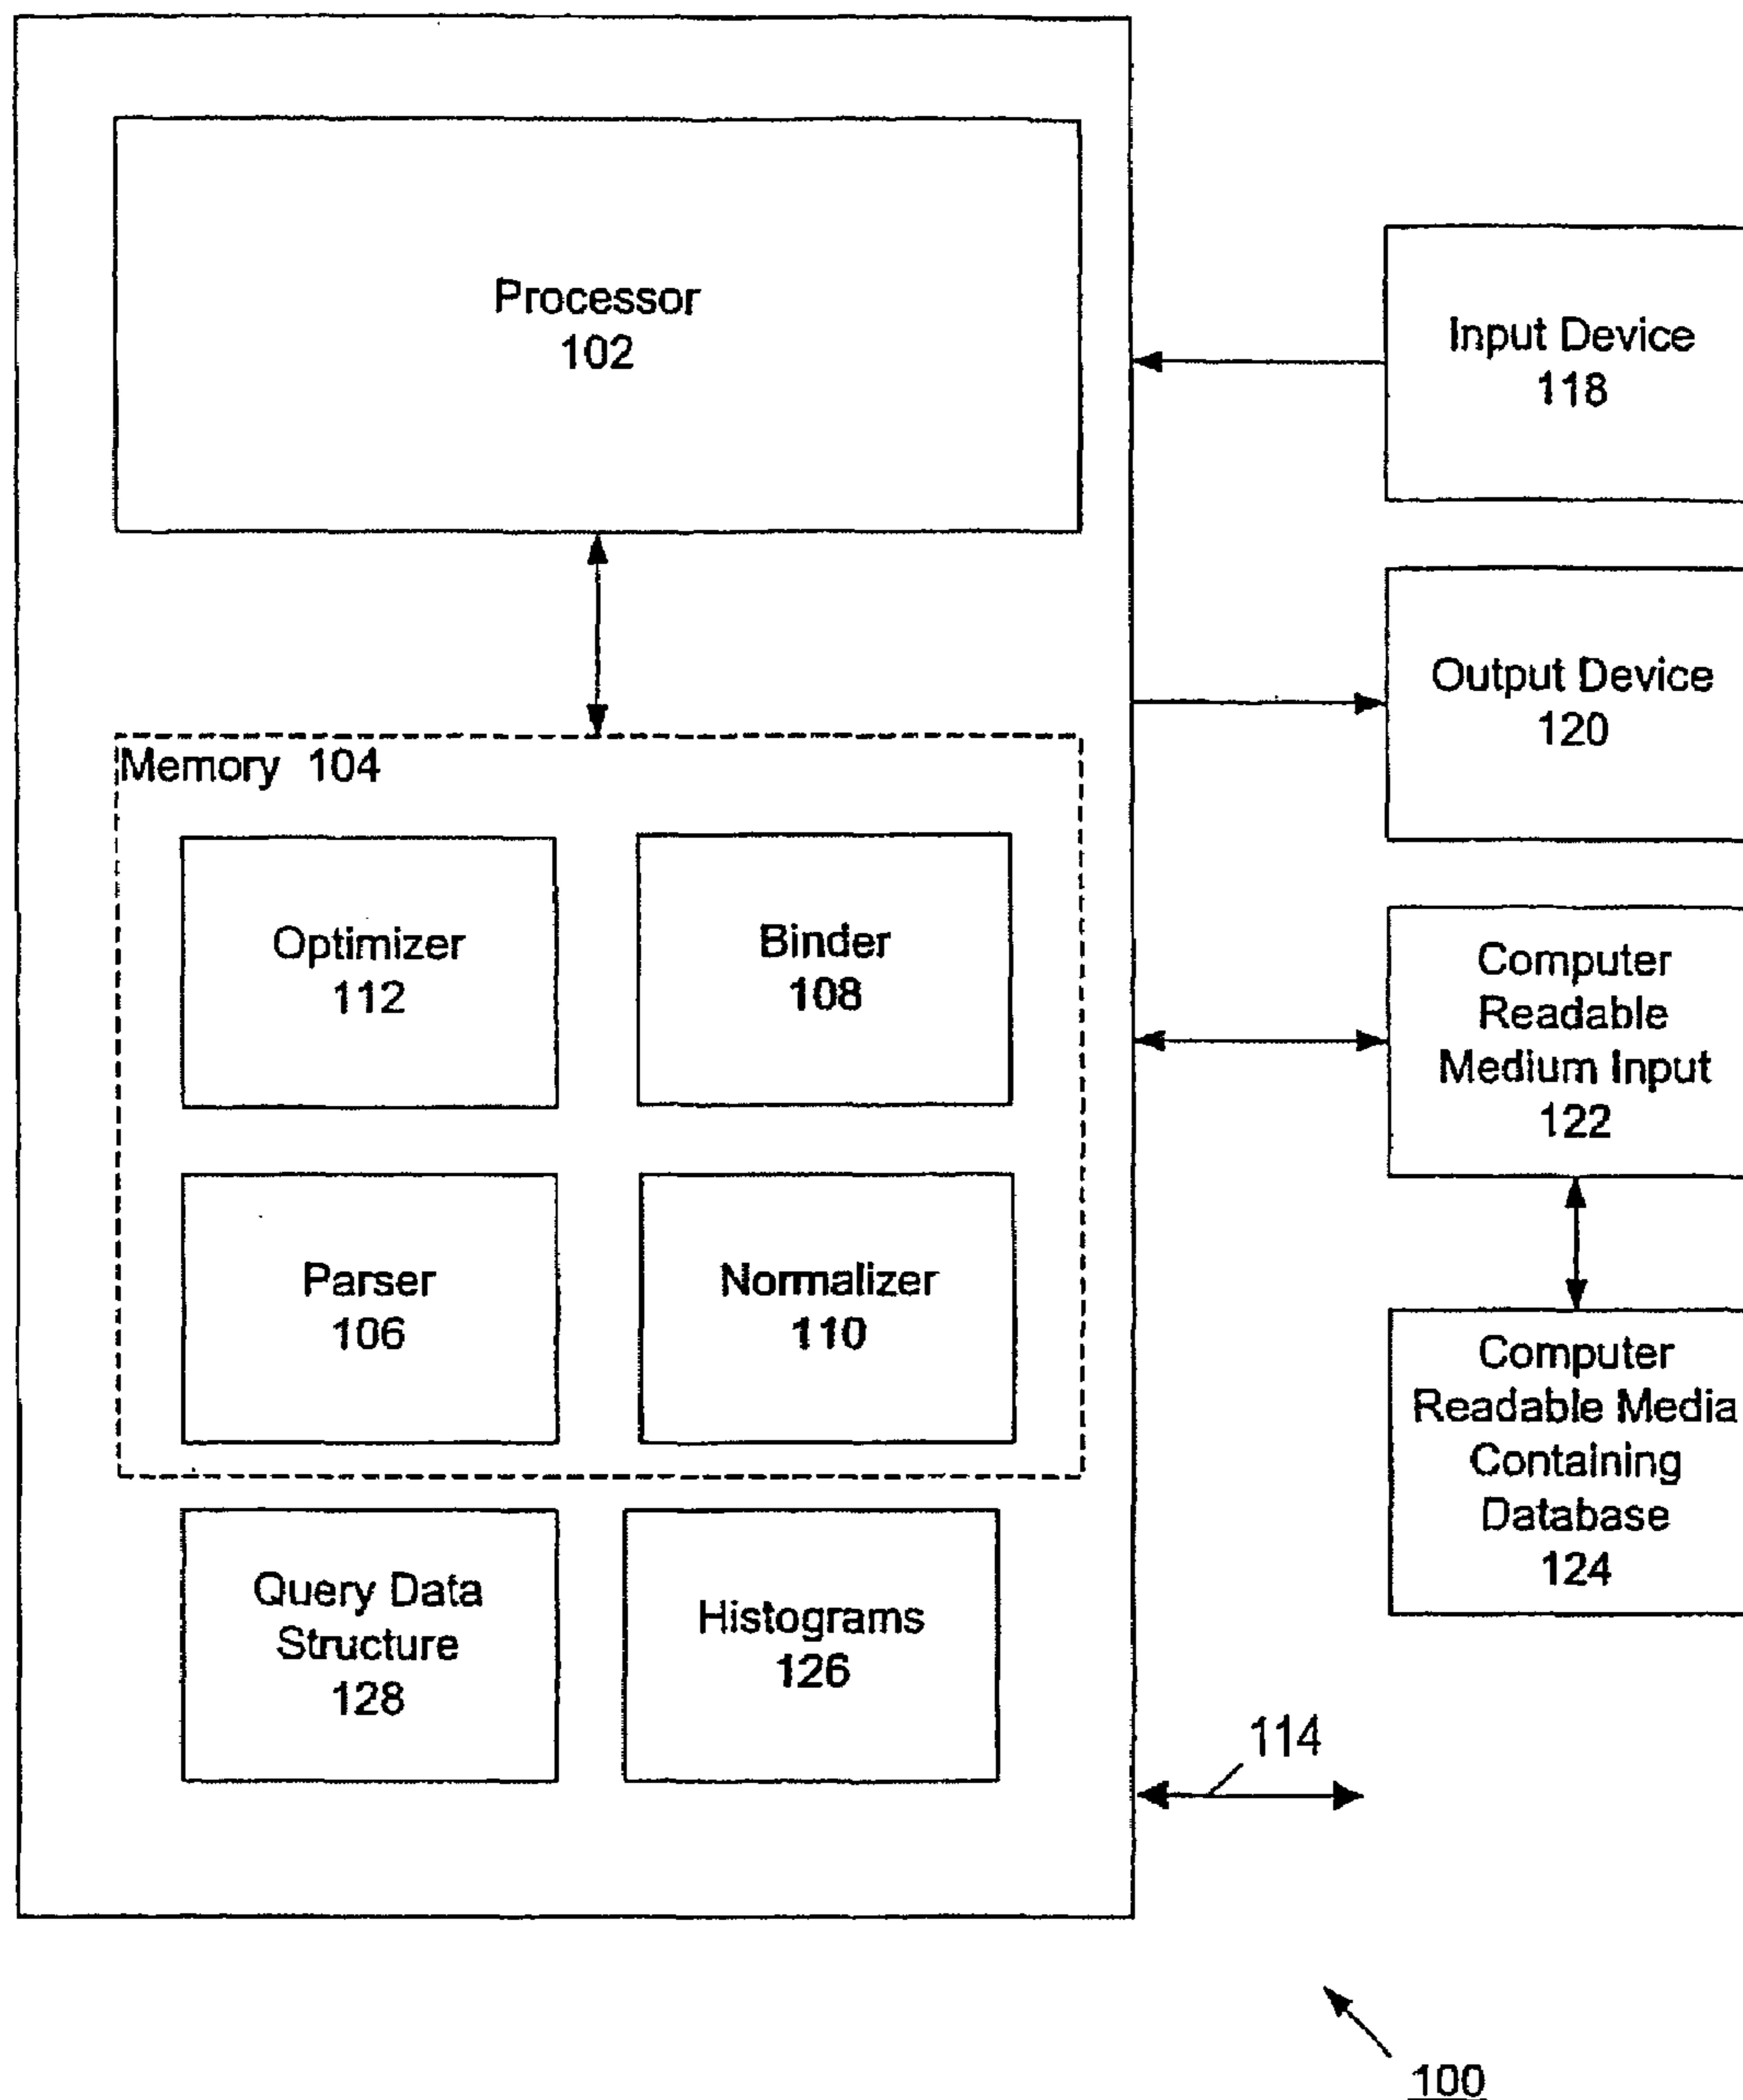 Processor
102
Input Device
118
Output Device
120
Memory 104
Optimizer
112
Binder
108
Computer
Readable
Medium Input
122
Parser
106
Normalizer
110
Computer
Readable Media
Containing
Database
124
Query Data
Structure
128
Histograms
126
114
100